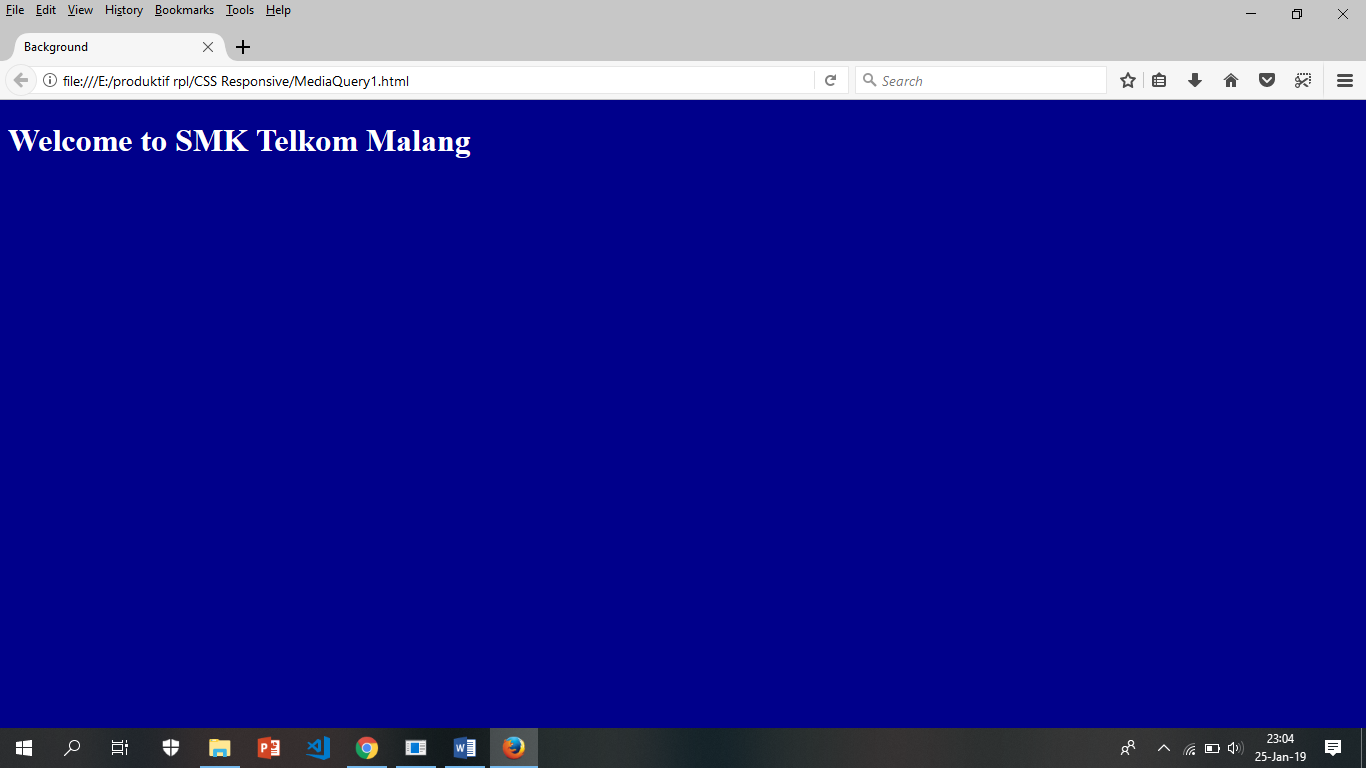 File Edit View History Bookmarks Tools Help
Background
file:///E:/produktif rpl/CSS Responsive/MediaQuery1.html
Search
Welcome to SMK Telkom Malang
23:04
25-Jan-19